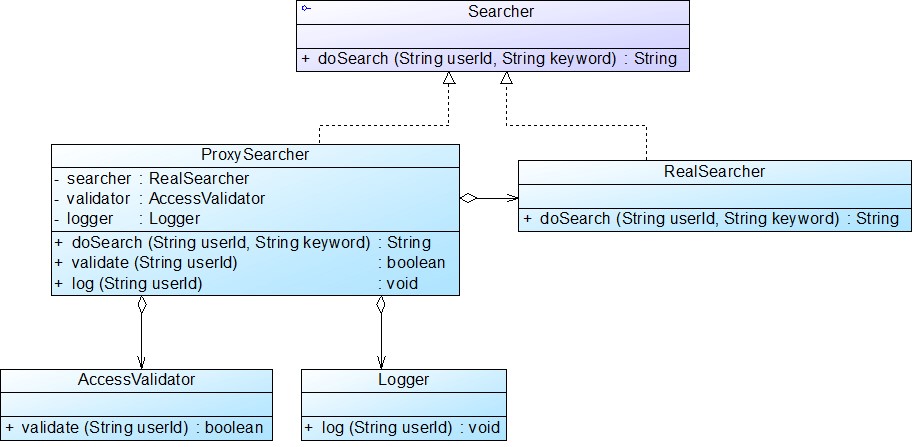 Searcher
+ doSearch (String userId, String keyword) : String
ProxySearcher
- searcher : RealSearcher
- validator : AccessValidator
- logger : Logger
+ doSearch (String userId, String keyword) : String
+ validate (String userId) : boolean
+ log (String userId) : void
RealSearcher
+ doSearch (String userId, String keyword) : String
AccessValidator
+ validate (String userId) : boolean
Logger
+ log (String userId) : void